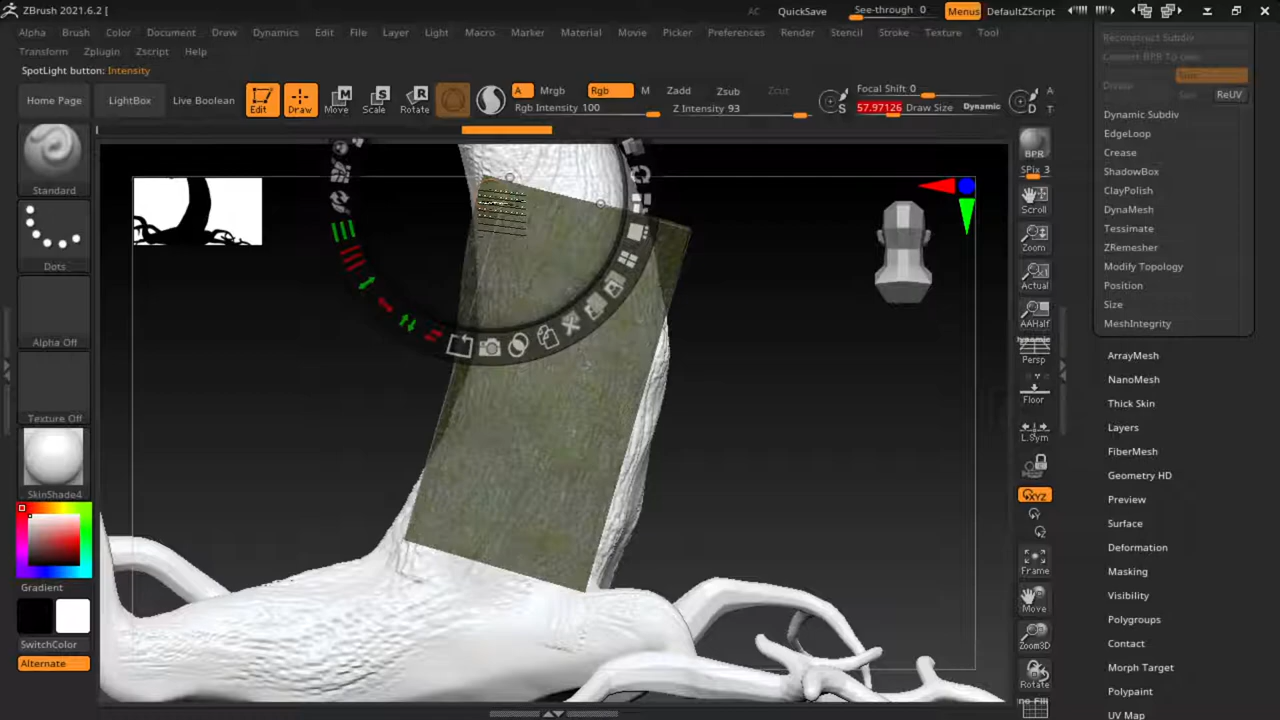 ZBrush 2021.6.2 [
AC QuickSave See-through 0 Menus DefaultZScript
Alpha Brush Color Document Draw Dynamics Edit File Layer Light Macro Marker Material Movie Picker Preferences Render Stencil Stroke Texture Tool
Transform Zplugin Zscript Help
SpotLight button: Intensity
Home Page LightBox Live Boolean Edit Draw Move Scale Rotate
A Mrgb Rgb M Zadd Zsub Zcut
Rgb Intensity 100 Z Intensity 93
Focal Shift 0
57.97126 Draw Size Dynamic
S
D
A
Standard
Dots
Alpha Off
Texture Off
SkinShade4
Gradient
SwitchColor
Alternate
BPR
SPix 3
Scroll
Zoom
Actual
AAHalf
Dynamic
Persp
Floor
L.Sym
XYZ
Y
Z
Frame
Move
Zoom3D
Rotate
Reconstruct Subdiv
Convert BPR To Geo
ReUV
Dynamic Subdiv
EdgeLoop
Crease
ShadowBox
ClayPolish
DynaMesh
Tessimate
ZRemesher
Modify Topology
Position
Size
MeshIntegrity
ArrayMesh
NanoMesh
Thick Skin
Layers
FiberMesh
Geometry HD
Preview
Surface
Deformation
Masking
Visibility
Polygroups
Contact
Morph Target
Polypaint
UV Map